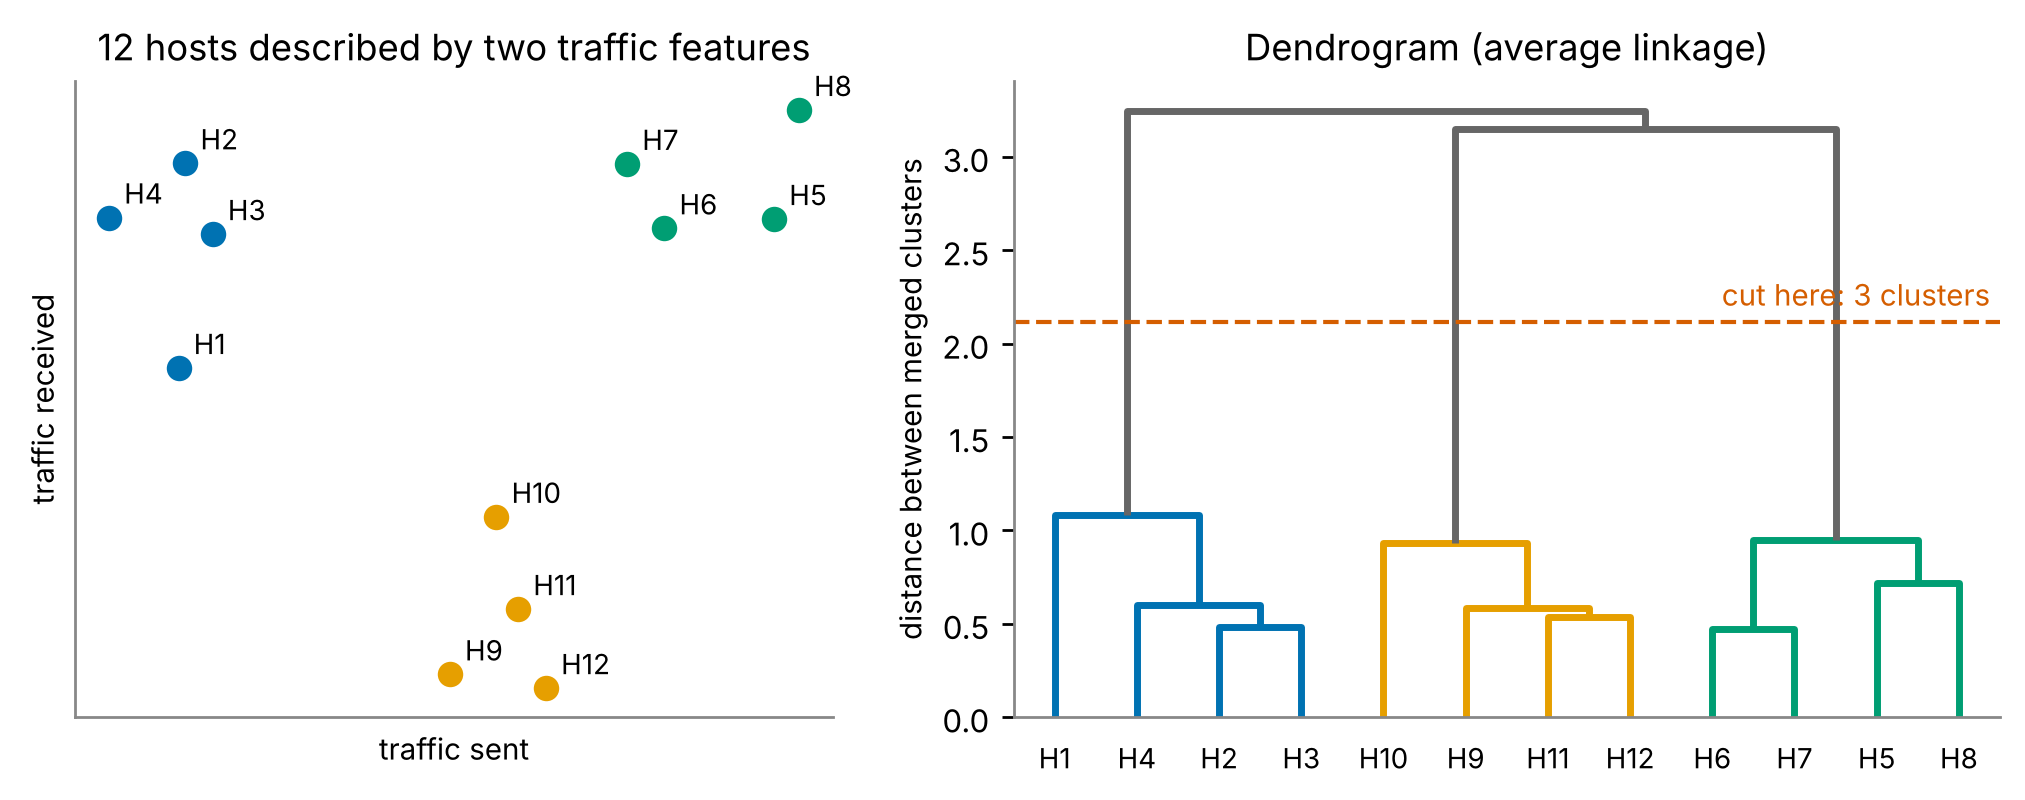 12 hosts described by two traffic features
H8
H2
H7
H4
H3
H6
H5
H1
H10
H11
H9
H12
traffic received
traffic sent
Dendrogram (average linkage)
distance between merged clusters
3.0
2.5
cut here: 3 clusters
2.0
1.5
1.0
0.5
0.0
H1 H4 H2 H3 H10 H9 H11 H12 H6 H7 H5 H8